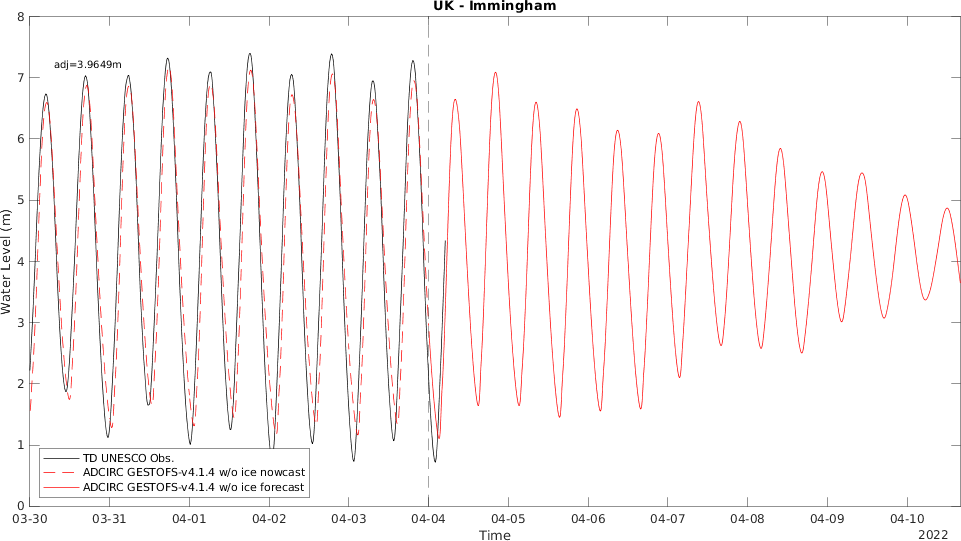 UK - Immingham
adj=3.9649m
8
7
6
5
4
3
2
1
0
Water Level (m)
TD UNESCO Obs.
ADCIRC GESTOFS-v4.1.4 w/o ice nowcast
ADCIRC GESTOFS-v4.1.4 w/o ice forecast
03-30 03-31 04-01 04-02 04-03 04-04 04-05 04-06 04-07 04-08 04-09 04-10
Time
2022